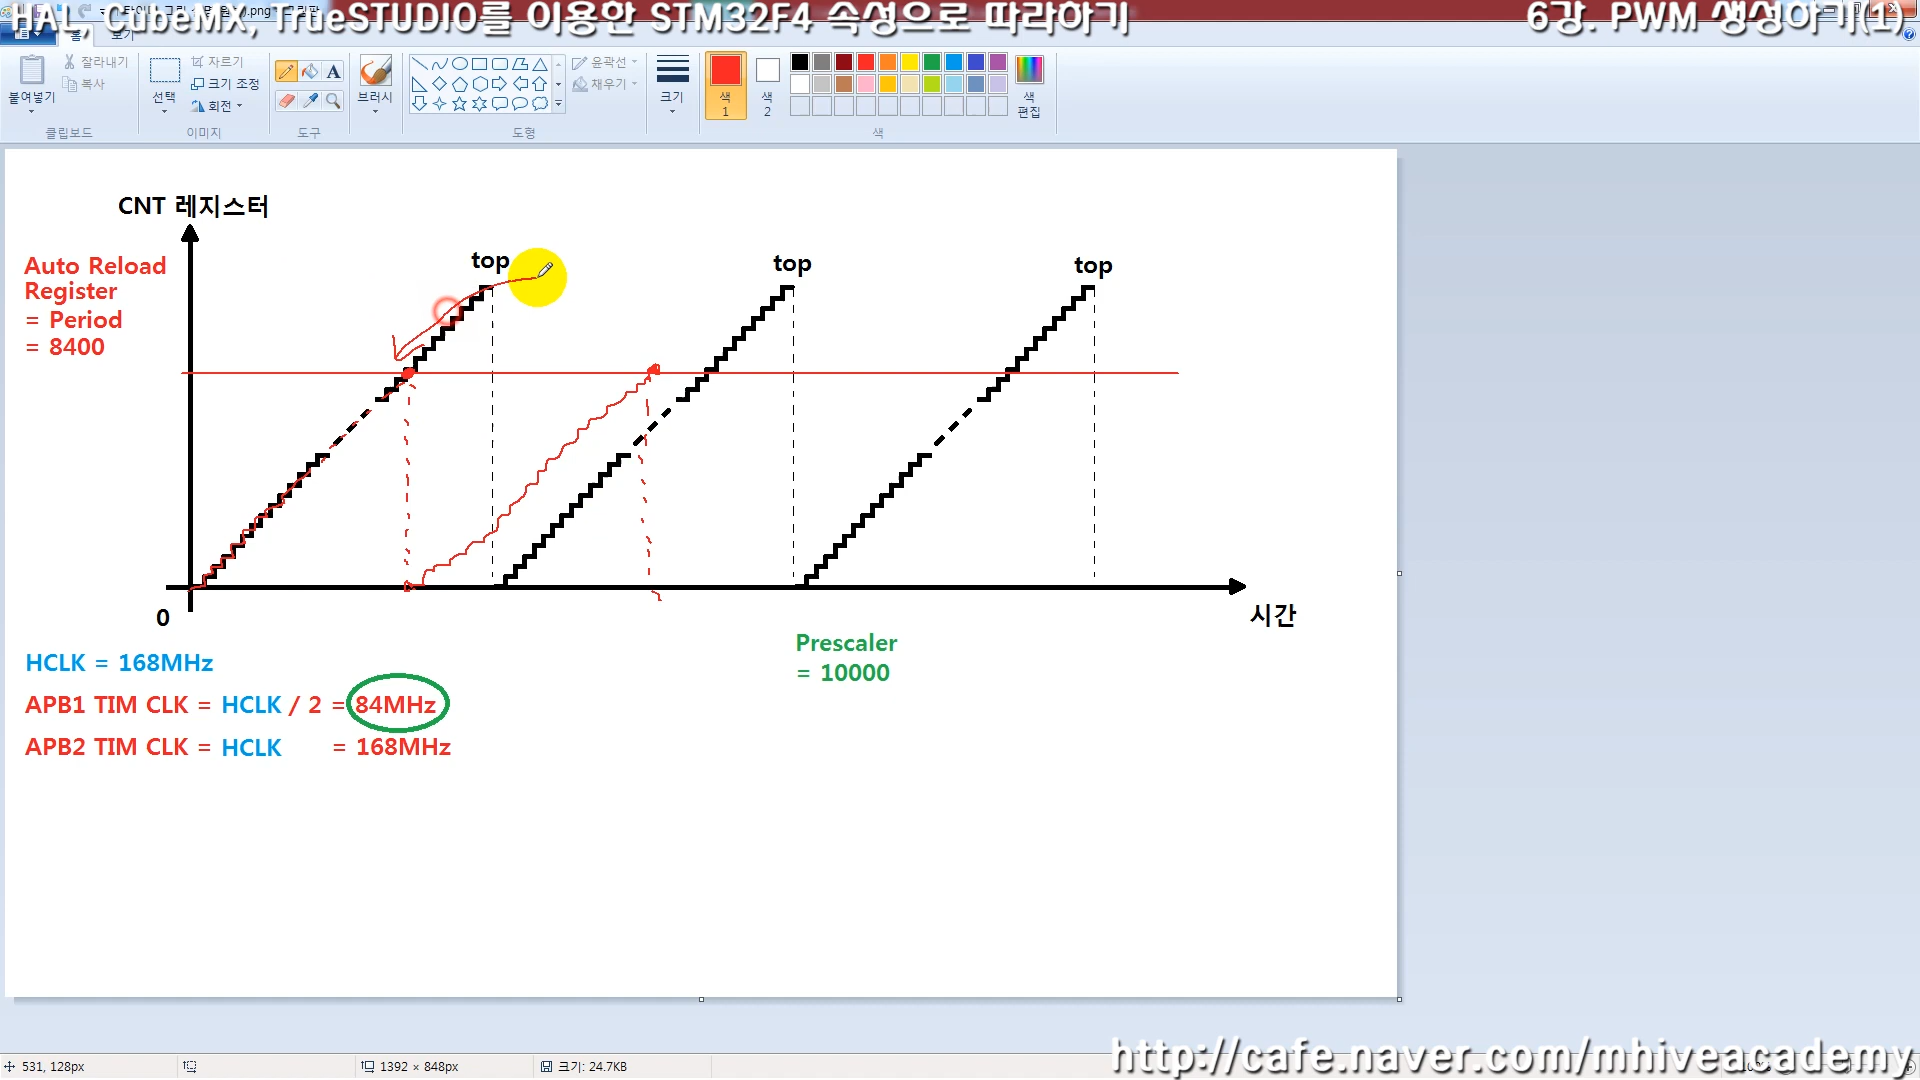 HAL, CubeMX, TrueSTUDIO를 이용한 STM32F4 속성으로 따라하기
6강. PWM 생성하기(1)
홈
보기
붙여넣기
잘라내기
복사
클립보드
선택
자르기
크기 조정
회전
이미지
A
도구
브러시
윤곽선
채우기
도형
크기
색
1
색
2
색
편집
색
CNT 레지스터
Auto Reload
Register
= Period
= 8400
top
top
top
0
시간
Prescaler
= 10000
HCLK = 168MHz
APB1 TIM CLK = HCLK / 2 = 84MHz
APB2 TIM CLK = HCLK = 168MHz
http://cafe.naver.com/mhiveacademy
531, 128px
1392 × 848px
크기: 24.7KB